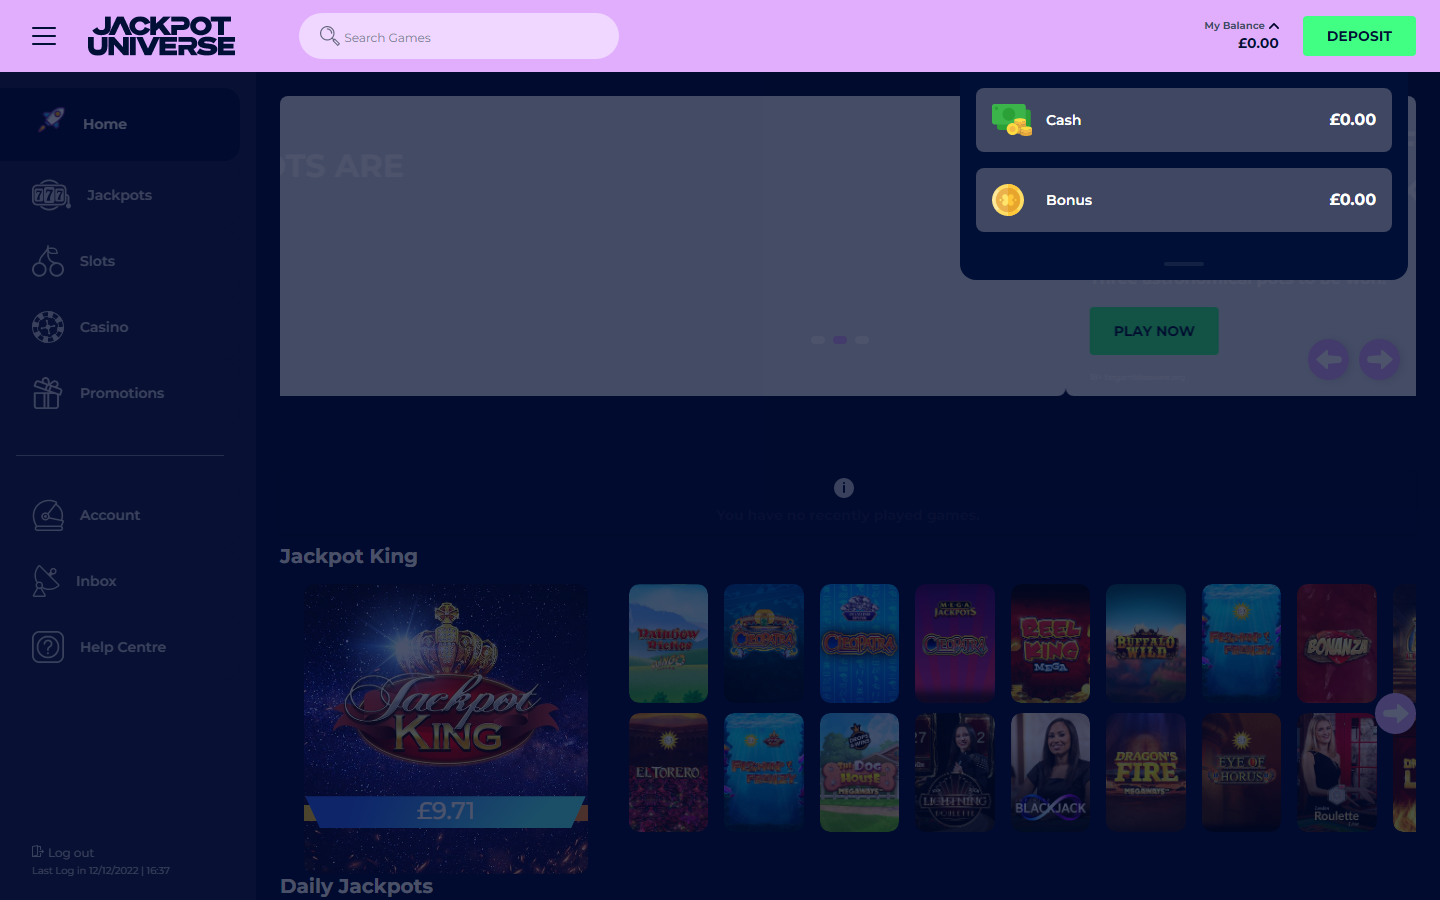 JACKPOT
UNIVERSE
Search Games
My Balance
£0.00
DEPOSIT
Cash
£0.00
Bonus
£0.00
Home
Jackpots
Slots
Casino
Promotions
Account
Inbox
Help Centre
Log out
Last Log in 12/12/2022 | 16:37
OTS ARE
PLAY NOW
You have no recently played games.
Jackpot King
Jackpot
KING
£9.71
Rainbow
Riches
CLEOPATRA
CLEOPATRA
MEGA
JACKPOTS
CLEOPATRA
REEL
KING
MEGA
BUFFALO
WILD
BONANZA
EL TORERO
DROPS
& WINS
THE DOG
HOUSE
MEGAWAYS
LIGHTNING
ROULETTE
BLACKJACK
DRAGON'S
FIRE
MEGAWAYS
EYE OF
HORUS
Roulette
Daily Jackpots